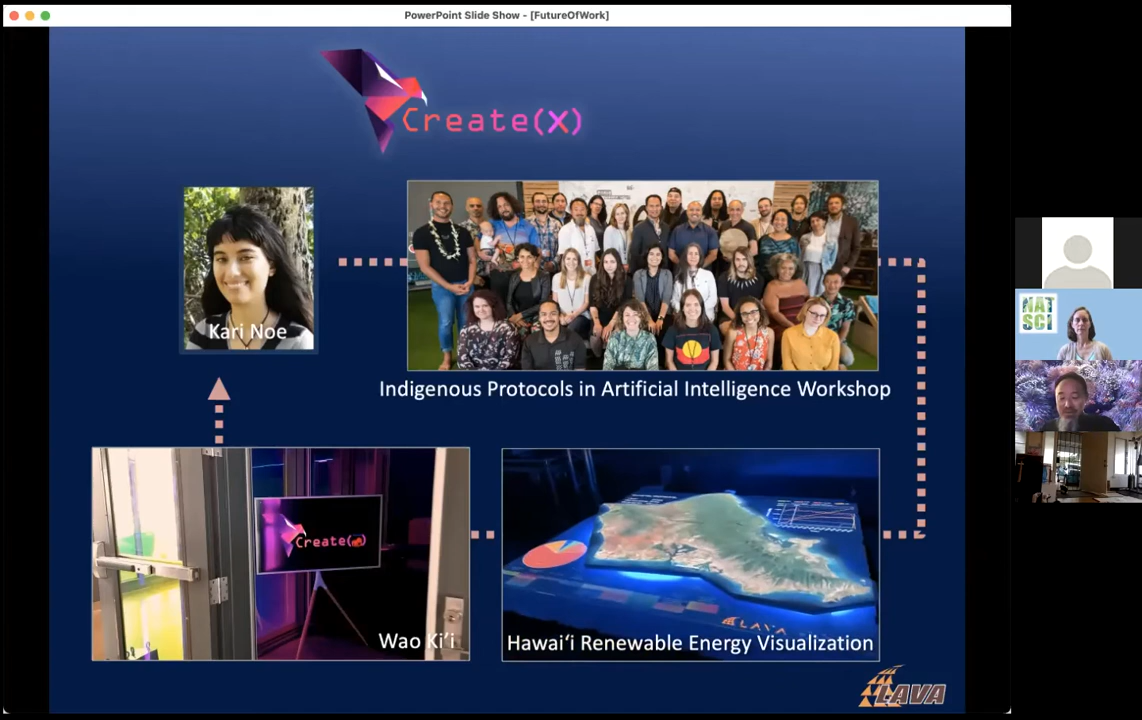 PowerPoint Slide Show - [FutureOfWork]
Create(x)
Kari Noe
Indigenous Protocols in Artificial Intelligence Workshop
Create(
Wao Ki'i
LAVA
Hawai‘i Renewable Energy Visualization
LAVA
NAT
SCI